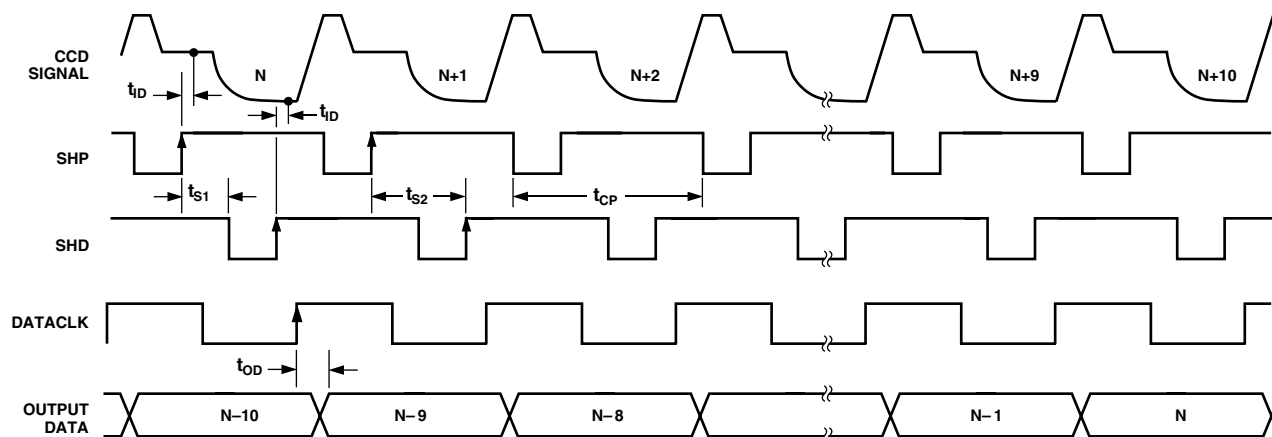 CCD
SIGNAL
N
N+1
N+2
N+9
N+10
tID
tID
SHP
tS1
tS2
tCP
SHD
DATACLK
tOD
OUTPUT
DATA
N–10
N–9
N–8
N–1
N